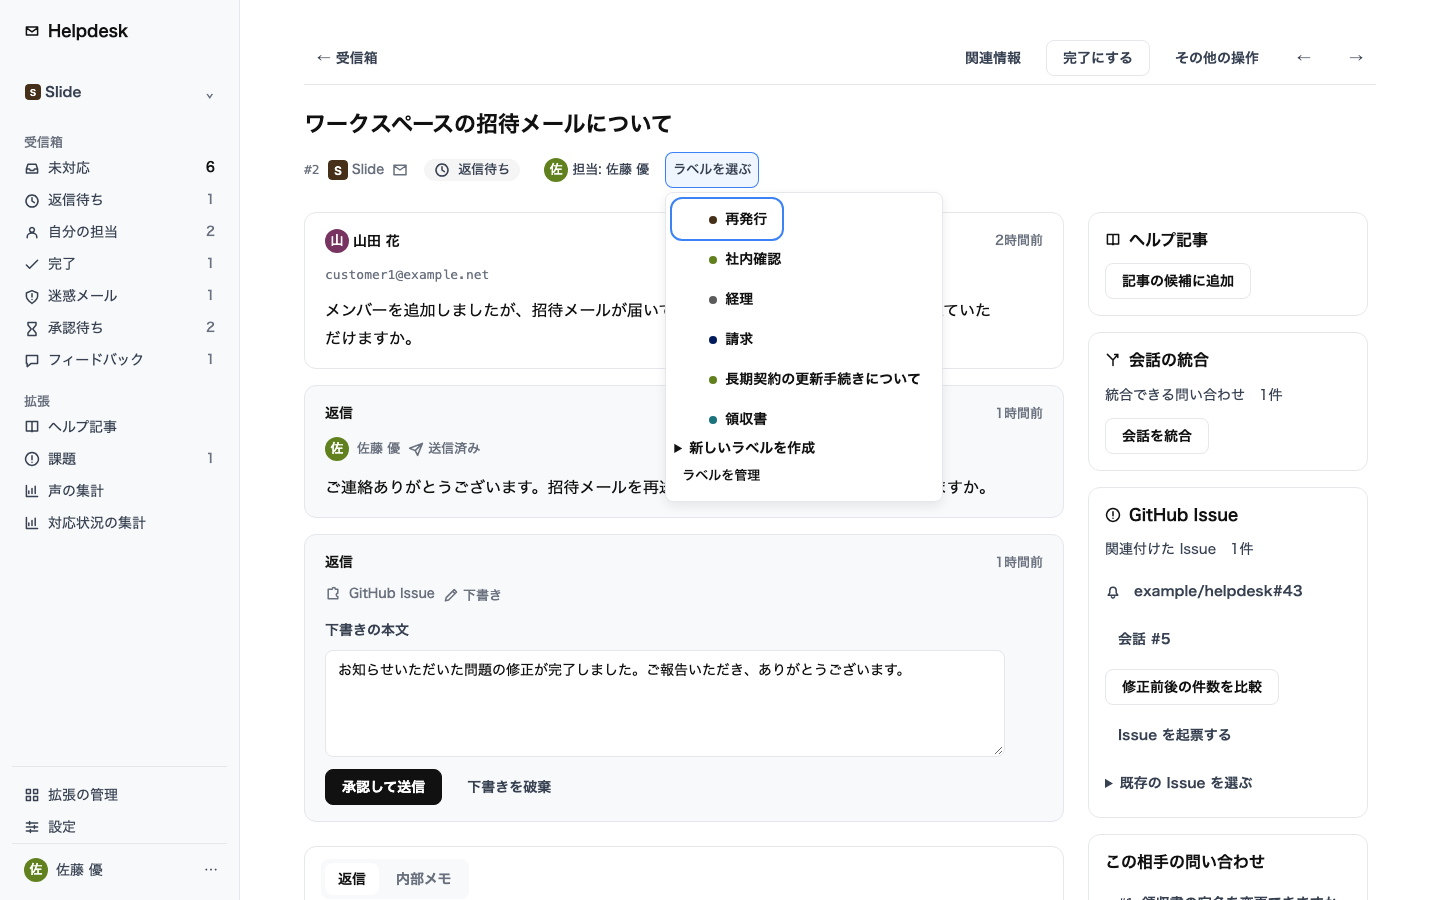 Helpdesk
S Slide
受信箱
未対応 6
返信待ち 1
自分の担当 2
完了 1
迷惑メール 1
承認待ち 2
フィードバック 1
拡張
ヘルプ記事
課題 1
声の集計
対応状況の集計
拡張の管理
設定
佐 佐藤 優 …
← 受信箱
関連情報 完了にする その他の操作 ← →
ワークスペースの招待メールについて
#2 S Slide 返信待ち 佐 担当: 佐藤 優 ラベルを選ぶ
再発行
社内確認
経理
請求
長期契約の更新手続きについて
領収書
新しいラベルを作成
ラベルを管理
山 山田 花 2時間前
customer1@example.net
メンバーを追加しましたが、招待メールが届い ていた
だけますか。
返信 1時間前
佐 佐藤 優 送信済み
ご連絡ありがとうございます。招待メールを再 ますか。
返信 1時間前
GitHub Issue 下書き
下書きの本文
お知らせいただいた問題の修正が完了しました。ご報告いただき、ありがとうございます。
承認して送信 下書きを破棄
返信 内部メモ
ヘルプ記事
記事の候補に追加
会話の統合
統合できる問い合わせ 1件
会話を統合
GitHub Issue
関連付けた Issue 1件
example/helpdesk#43
会話 #5
修正前後の件数を比較
Issue を起票する
既存の Issue を選ぶ
この相手の問い合わせ